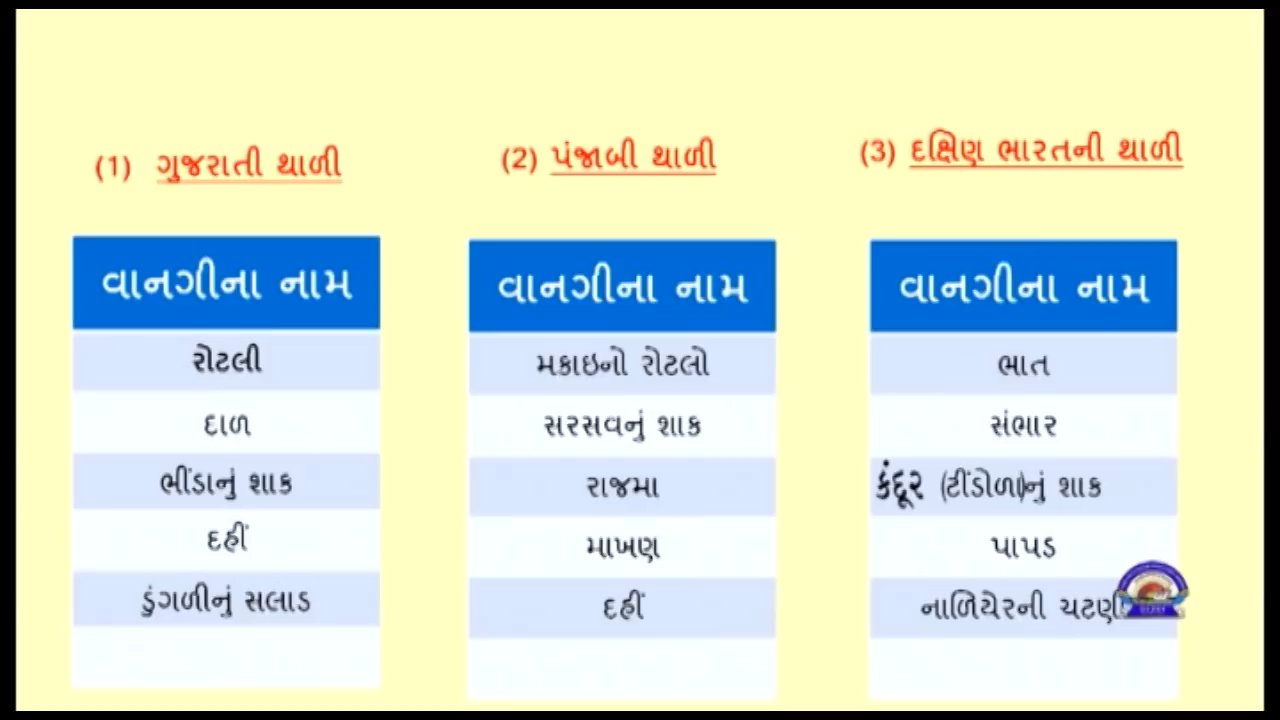 (1) ગુજરાતી થાળી
વાનગીના નામ
રોટલી
દાળ
ભીંડાનું શાક
દહીં
ડુંગળીનું સલાડ
(2) પંજાબી થાળી
વાનગીના નામ
મકાઇનો રોટલો
સરસવનું શાક
રાજમા
માખણ
દહીં
(3) દક્ષિણ ભારતની થાળી
વાનગીના નામ
ભાત
સંભાર
કંદૂર (ટીંડોળા)નું શાક
પાપડ
નાળિયેરની ચટણી